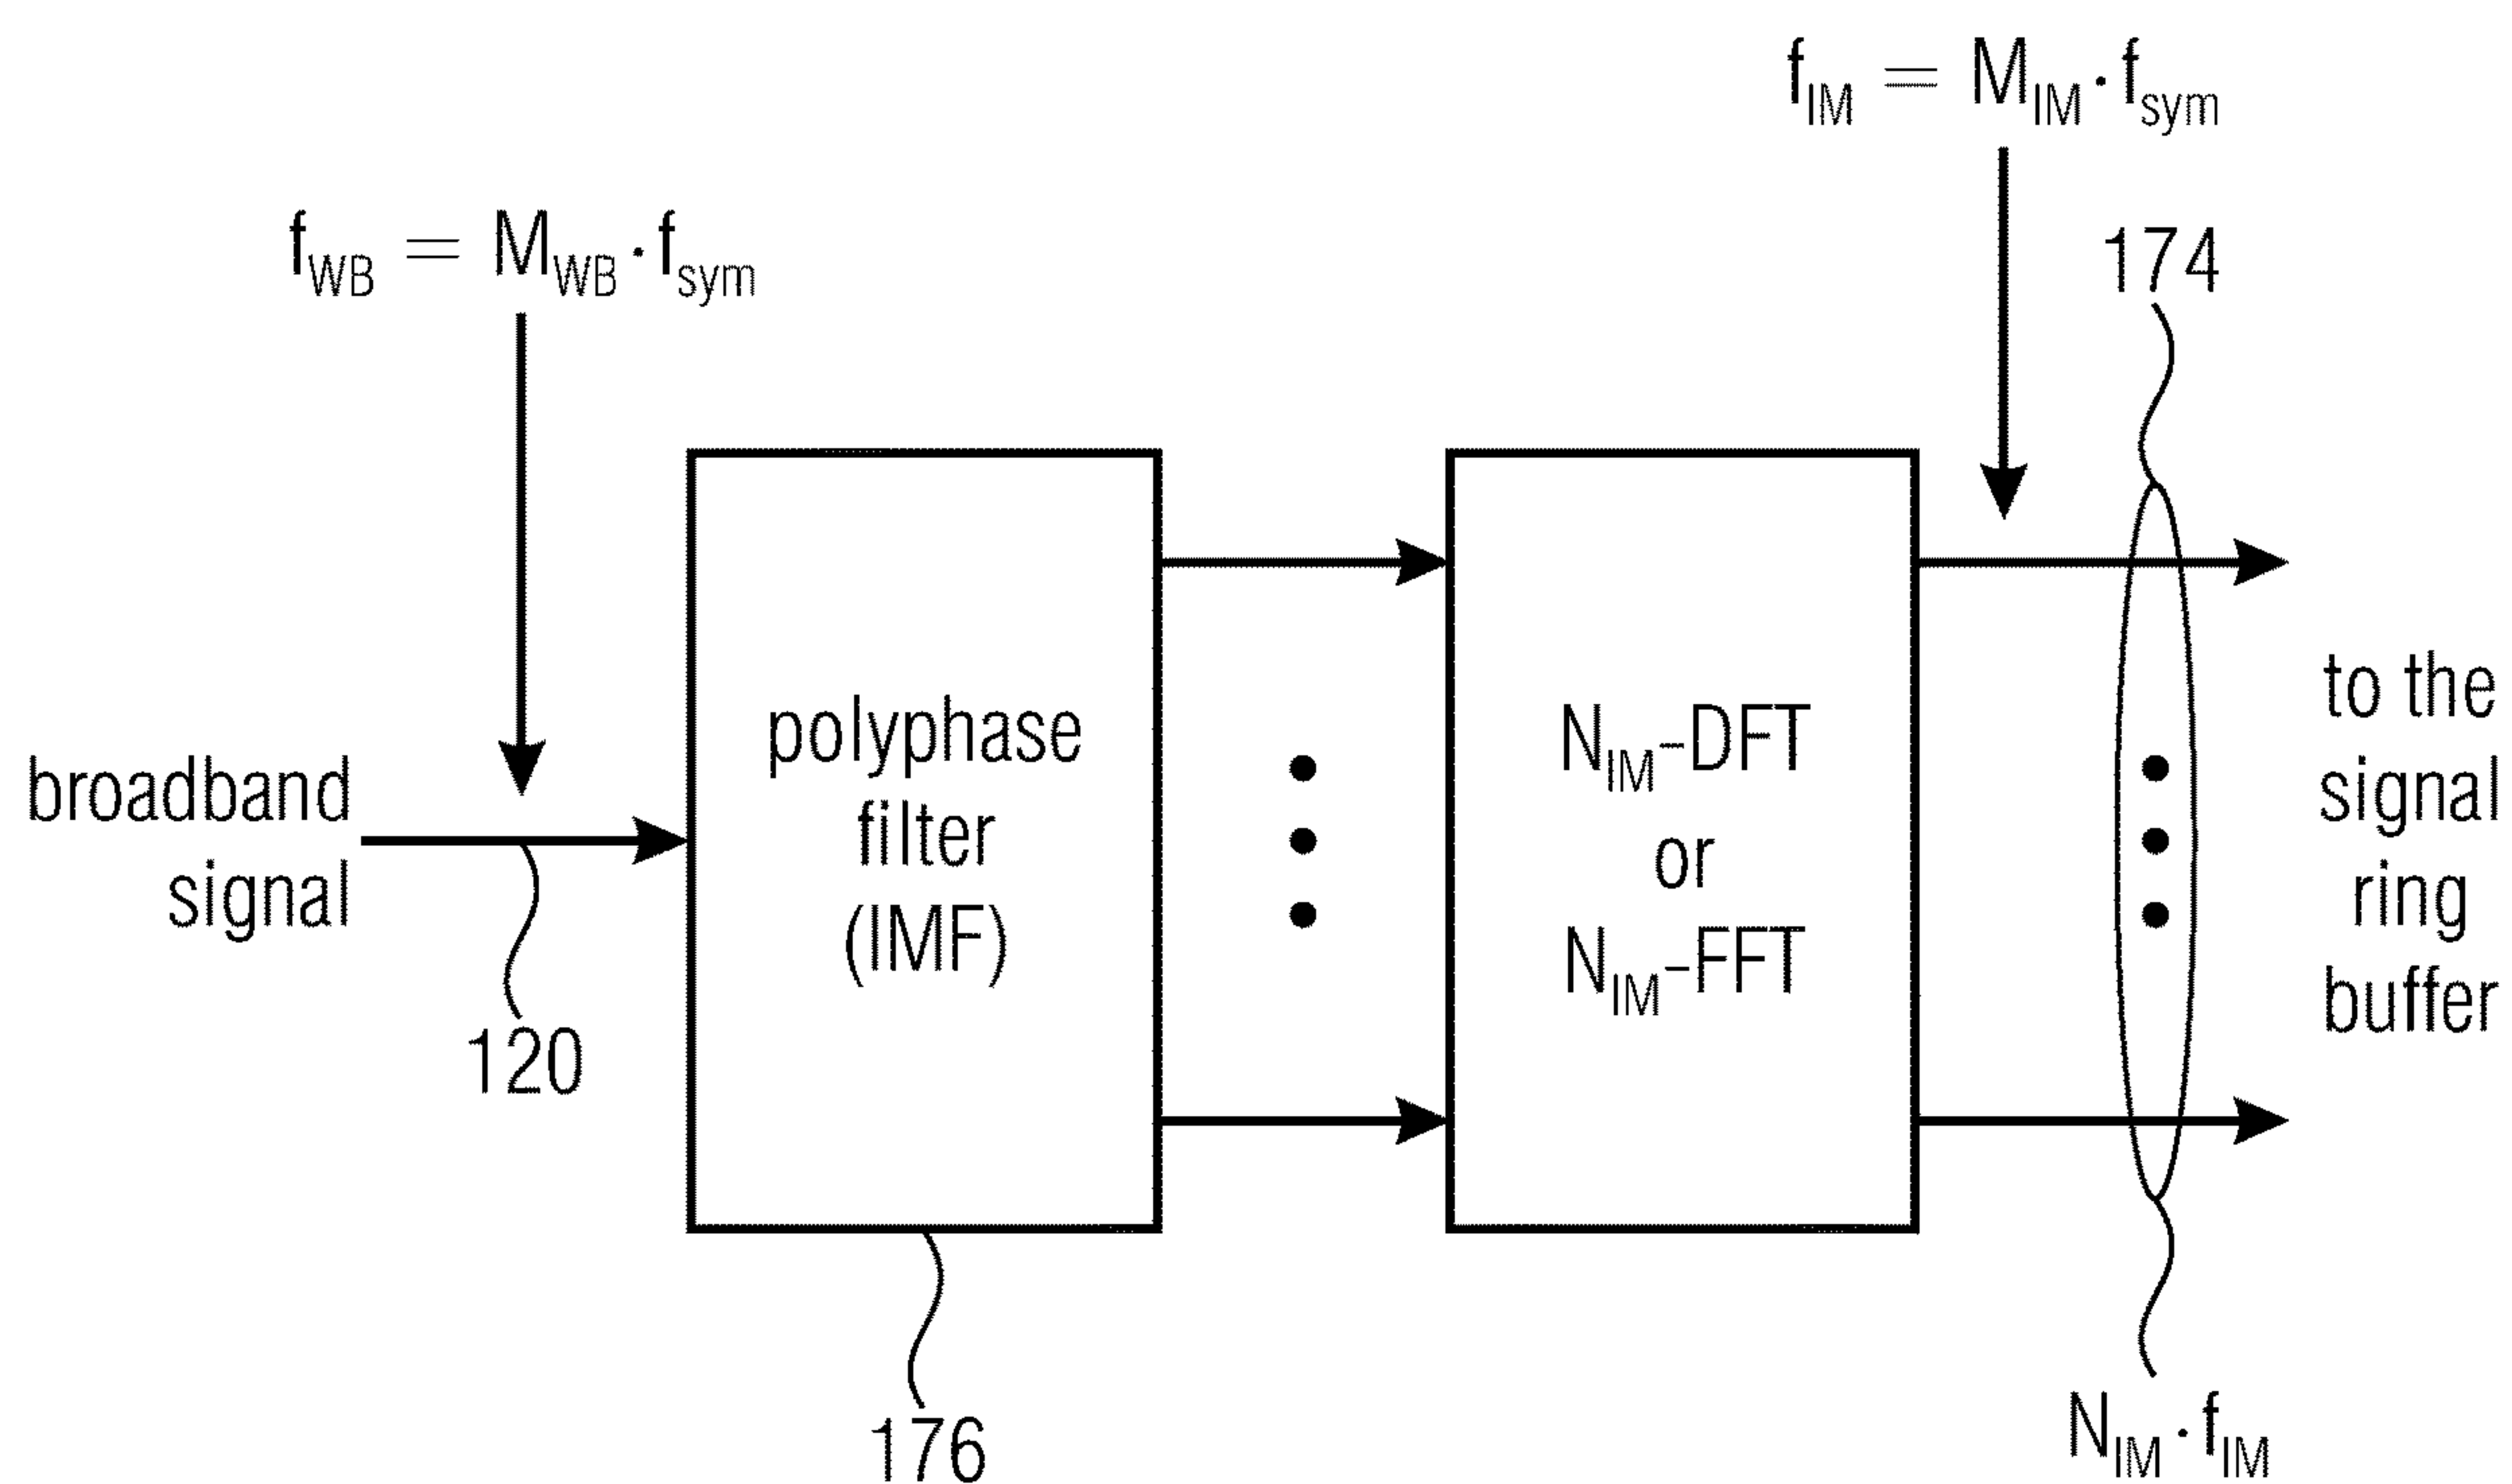 f_IM = M_IM · f_sym
f_WB = M_WB · f_sym
174
broadband
signal
120
polyphase
filter
(IMF)
176
N_IM-DFT
or
N_IM-FFT
to the
signal
ring
buffer
N_IM · f_IM